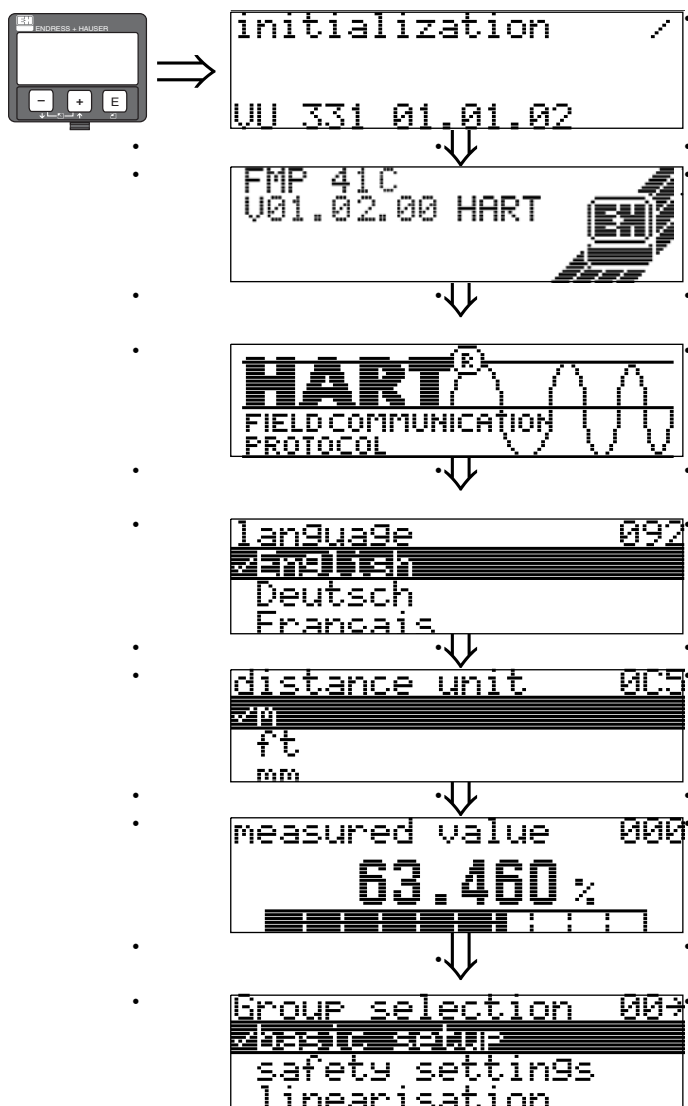 E+H
ENDRESS + HAUSER
− + E
initialization /
VU 331 01.01.02
FMP 41C
V01.02.00 HART
E+H
HART®
FIELD COMMUNICATION
PROTOCOL
language 092
✓English
Deutsch
Francais
distance unit 0C5
✓m
ft
mm
measured value 000
63.460 %
Group selection 00→
✓basic setup
safety settings
linearisation